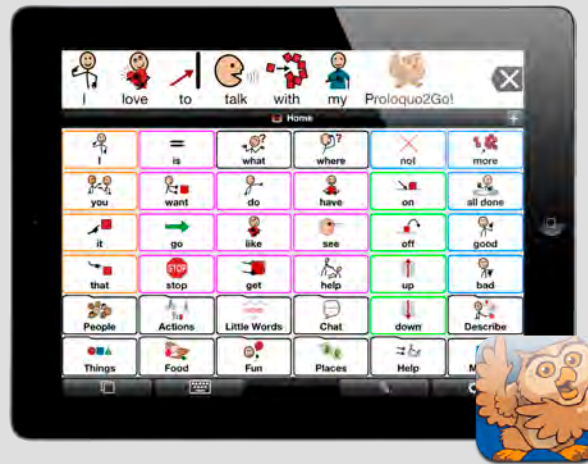 I love to talk with my Proloquo2Go!
Home
I is what where not more
you want do have on all done
it go like see off good
that stop get help up bad
STOP
People Actions Little Words Chat down Describe
Things Food Fun Places Help